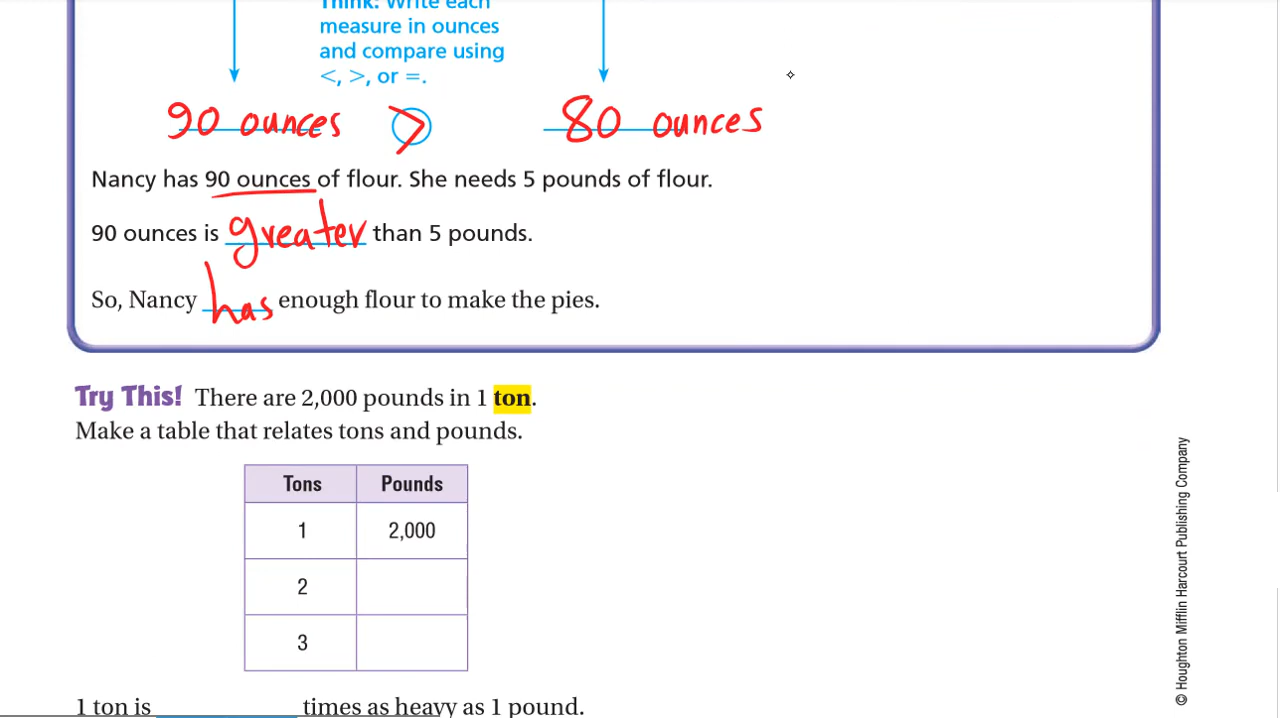 Think: Write each
measure in ounces
and compare using
<, >, or =.
90 ounces > 80 ounces
Nancy has 90 ounces of flour. She needs 5 pounds of flour.
90 ounces is greater than 5 pounds.
So, Nancy has enough flour to make the pies.
Try This! There are 2,000 pounds in 1 ton.
Make a table that relates tons and pounds.
Tons Pounds
1 2,000
2
3
1 ton is ________ times as heavy as 1 pound.
© Houghton Mifflin Harcourt Publishing Company